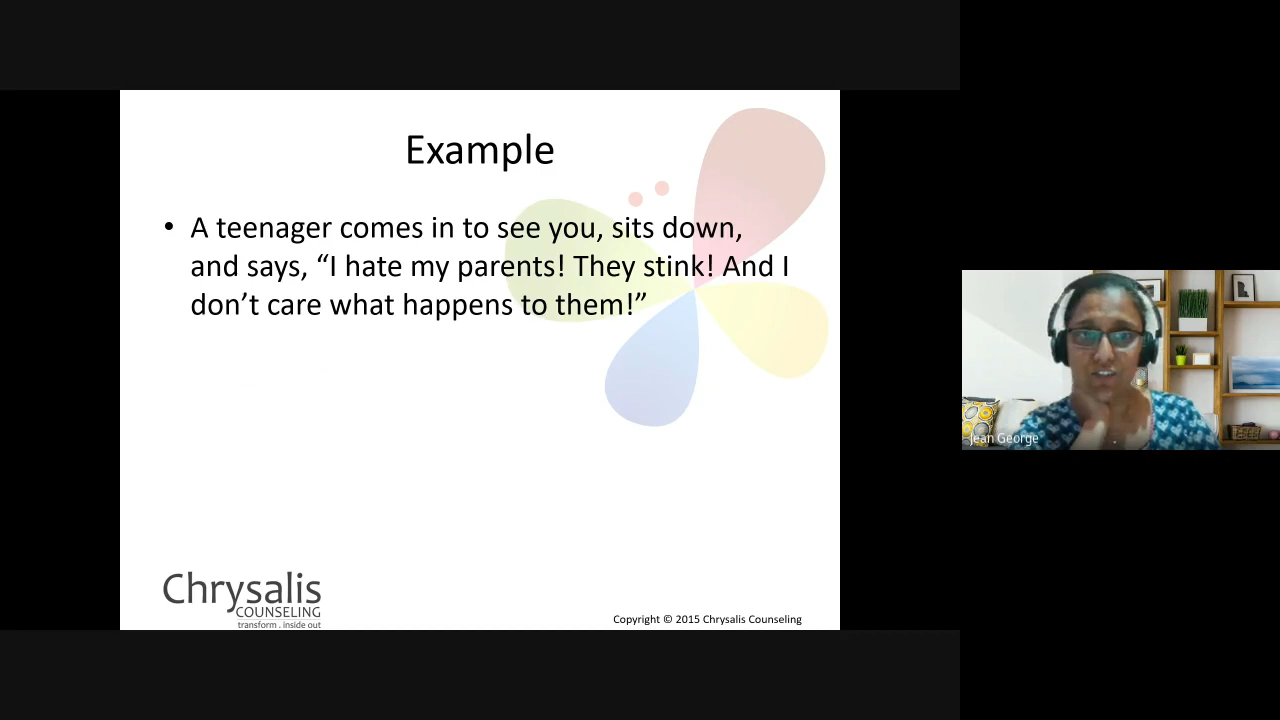 Example
• A teenager comes in to see you, sits down,
and says, “I hate my parents! They stink! And I
don’t care what happens to them!”
Jean George
Chrysalis
COUNSELING
transform . inside out
Copyright © 2015 Chrysalis Counseling